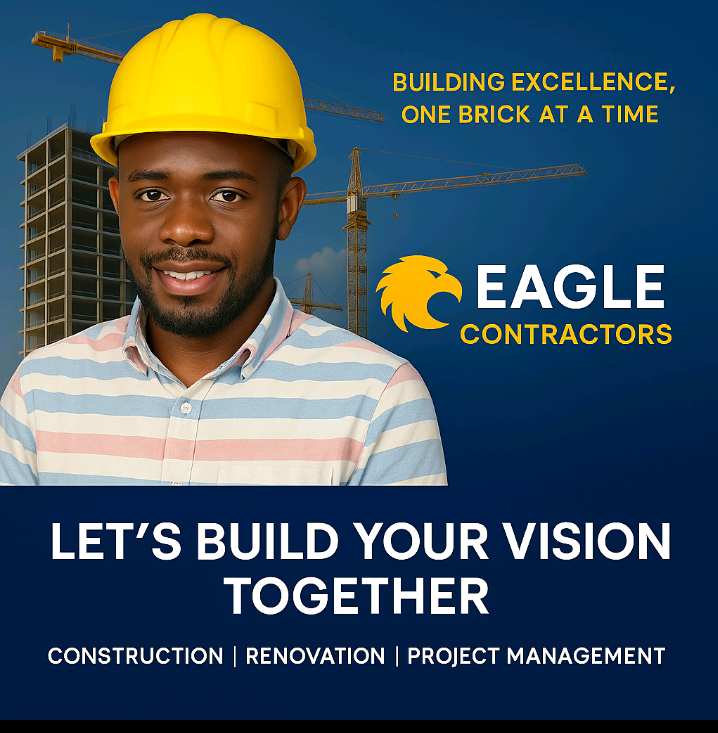 BUILDING EXCELLENCE,
ONE BRICK AT A TIME
EAGLE
CONTRACTORS
LET'S BUILD YOUR VISION
TOGETHER
CONSTRUCTION | RENOVATION | PROJECT MANAGEMENT